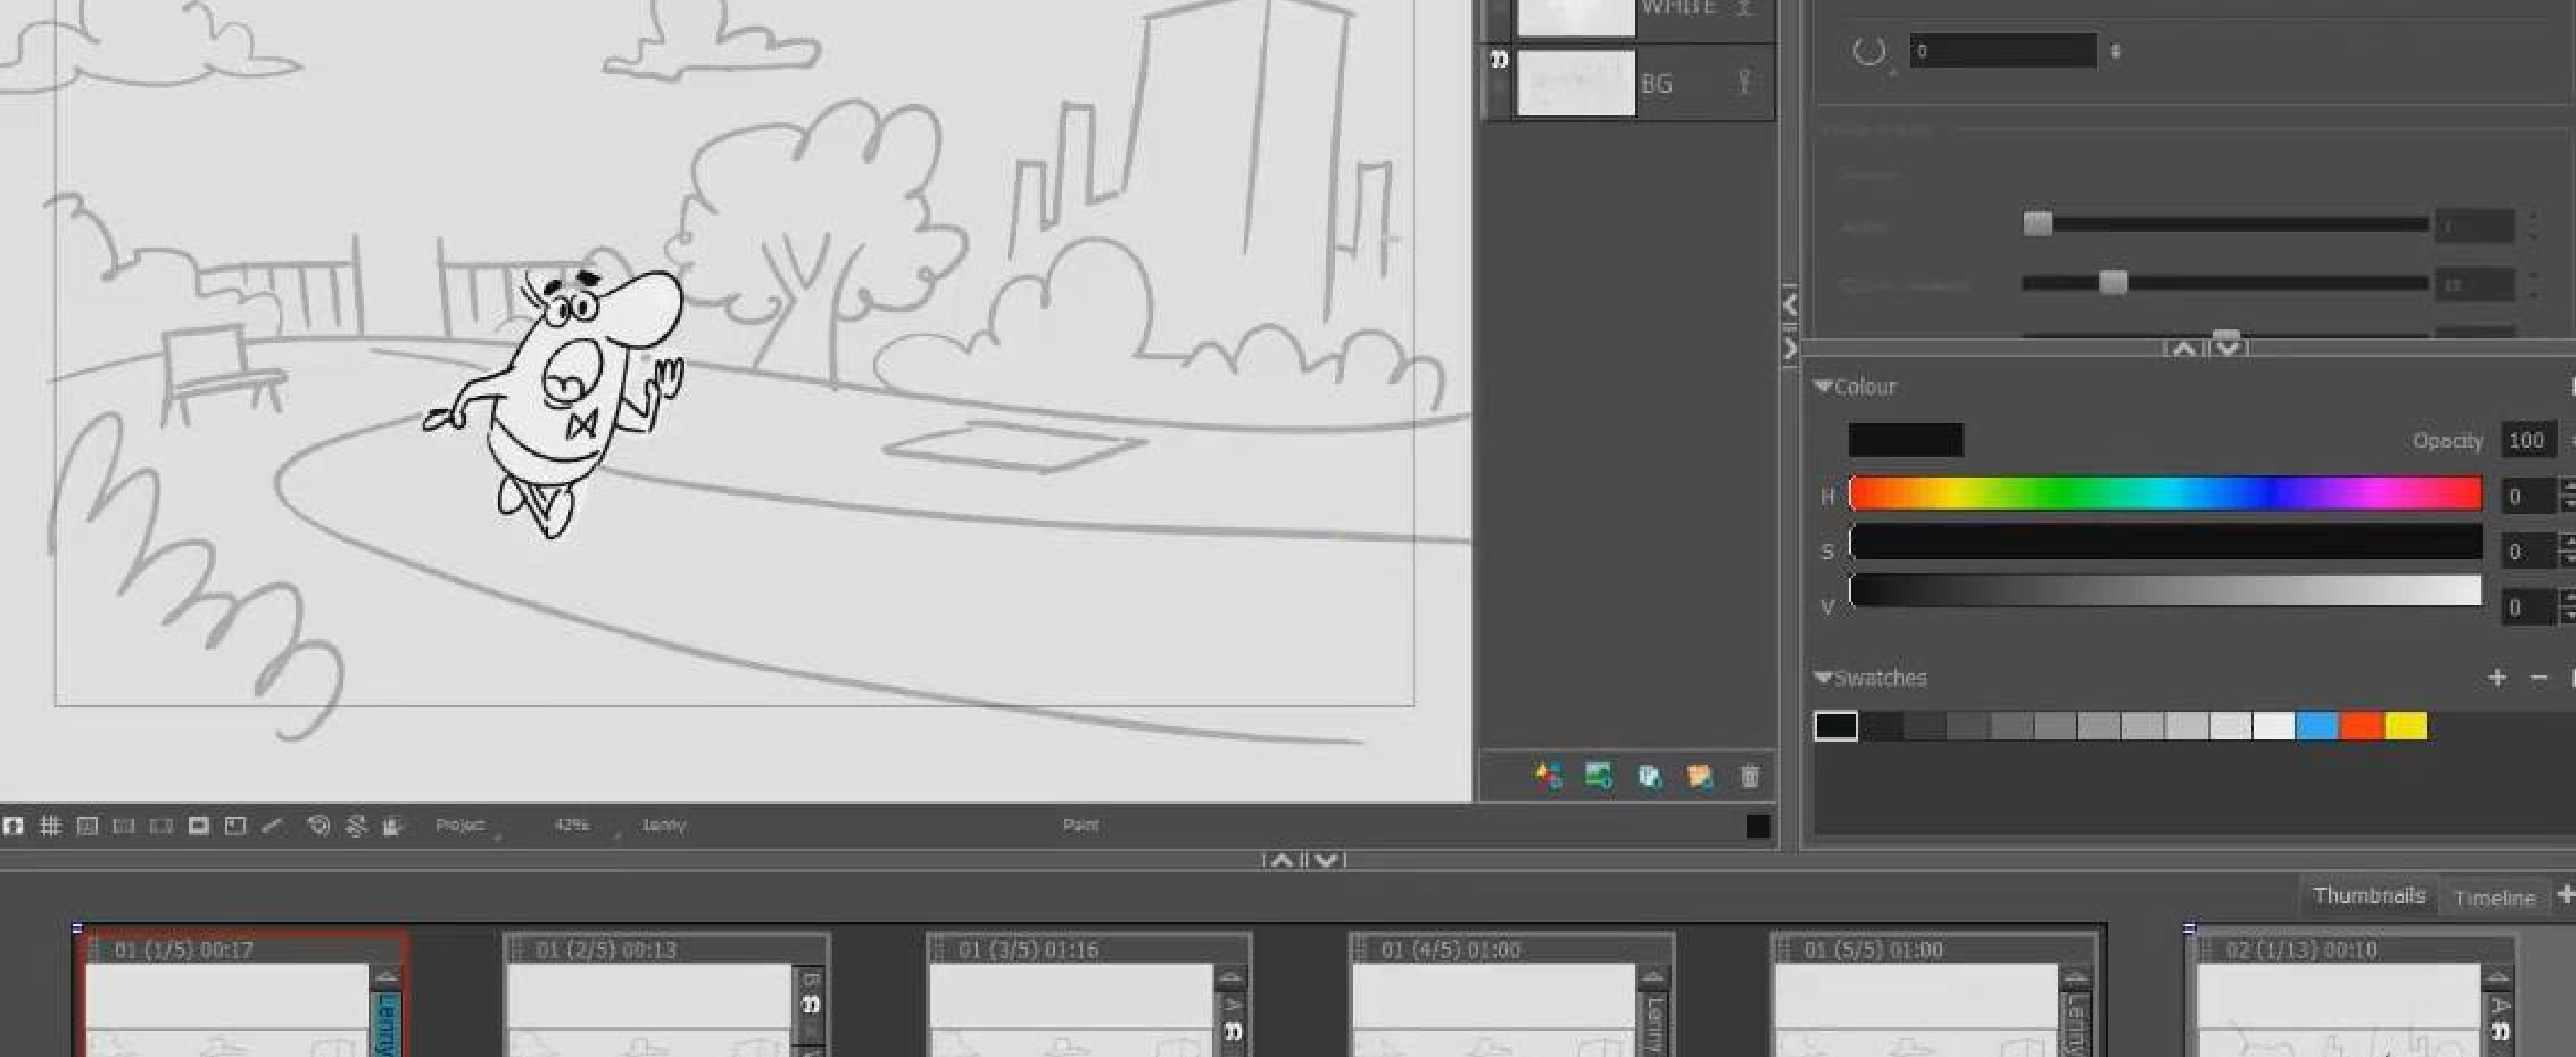 WHITE
0
BG
Colour
Opacity 100
H 0
S 0
V 0
Swatches
Project 42% Lenny Paint
Thumbnails Timeline
01 (1/5) 00:17
01 (2/5) 00:13
01 (3/5) 01:16
01 (4/5) 01:00
01 (5/5) 01:00
02 (1/13) 00:10
Lenny
B
A
Lenny
Lenny
A